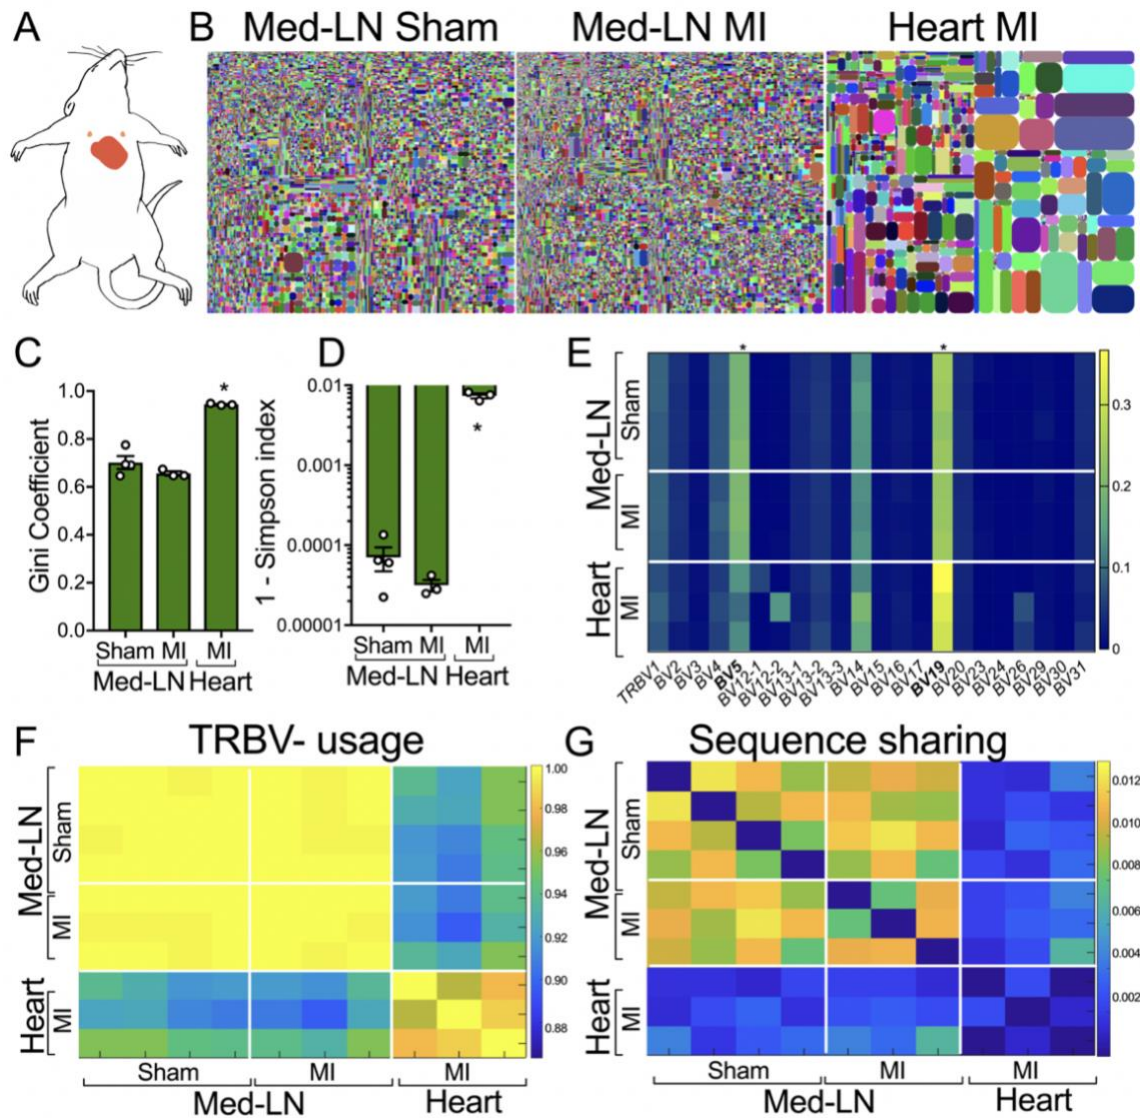 A
B Med-LN Sham Med-LN MI Heart MI
C
Gini Coefficient
1.0
0.8
0.6
0.4
0.2
0.0
*
Sham MI MI
Med-LN Heart
D
1 - Simpson index
0.01
0.001
0.0001
0.00001
*
Sham MI MI
Med-LN Heart
E
* *
Med-LN
Sham
MI
Heart
MI
0.3
0.2
0.1
0
TRBV1 BV2 BV3 BV4 BV5 BV12-1 BV12-2 BV13-1 BV13-2 BV13-3 BV14 BV15 BV16 BV17 BV19 BV20 BV23 BV24 BV26 BV29 BV30 BV31
F TRBV- usage
Med-LN
Sham
MI
Heart
MI
1.00
0.98
0.96
0.94
0.92
0.90
0.88
Sham MI MI
Med-LN Heart
G Sequence sharing
Med-LN
Sham
MI
Heart
MI
0.012
0.010
0.008
0.006
0.004
0.002
Sham MI MI
Med-LN Heart